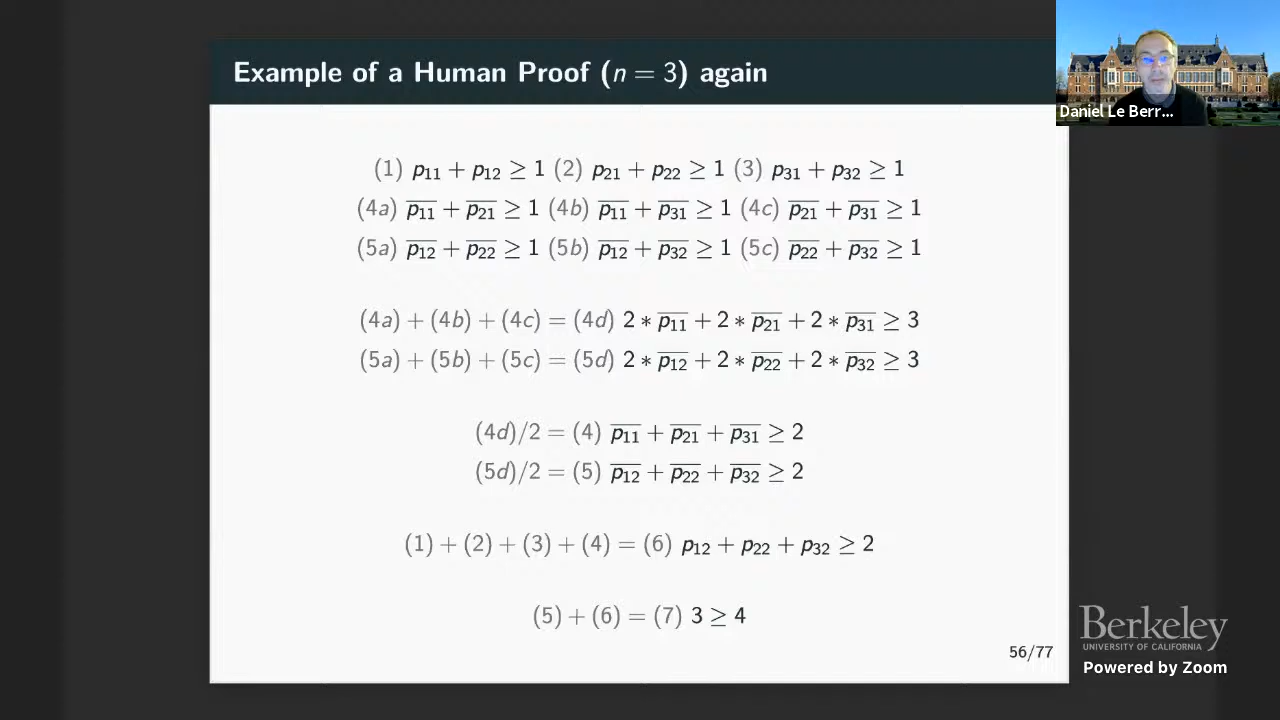 Example of a Human Proof (n = 3) again
Daniel Le Berr...
(1) p₁₁ + p₁₂ ≥ 1 (2) p₂₁ + p₂₂ ≥ 1 (3) p₃₁ + p₃₂ ≥ 1
(4a) p̅₁₁ + p̅₂₁ ≥ 1 (4b) p̅₁₁ + p̅₃₁ ≥ 1 (4c) p̅₂₁ + p̅₃₁ ≥ 1
(5a) p̅₁₂ + p̅₂₂ ≥ 1 (5b) p̅₁₂ + p̅₃₂ ≥ 1 (5c) p̅₂₂ + p̅₃₂ ≥ 1
(4a) + (4b) + (4c) = (4d) 2 ∗ p̅₁₁ + 2 ∗ p̅₂₁ + 2 ∗ p̅₃₁ ≥ 3
(5a) + (5b) + (5c) = (5d) 2 ∗ p̅₁₂ + 2 ∗ p̅₂₂ + 2 ∗ p̅₃₂ ≥ 3
(4d)/2 = (4) p̅₁₁ + p̅₂₁ + p̅₃₁ ≥ 2
(5d)/2 = (5) p̅₁₂ + p̅₂₂ + p̅₃₂ ≥ 2
(1) + (2) + (3) + (4) = (6) p₁₂ + p₂₂ + p₃₂ ≥ 2
(5) + (6) = (7) 3 ≥ 4
56/77
Berkeley
UNIVERSITY OF CALIFORNIA
Powered by Zoom